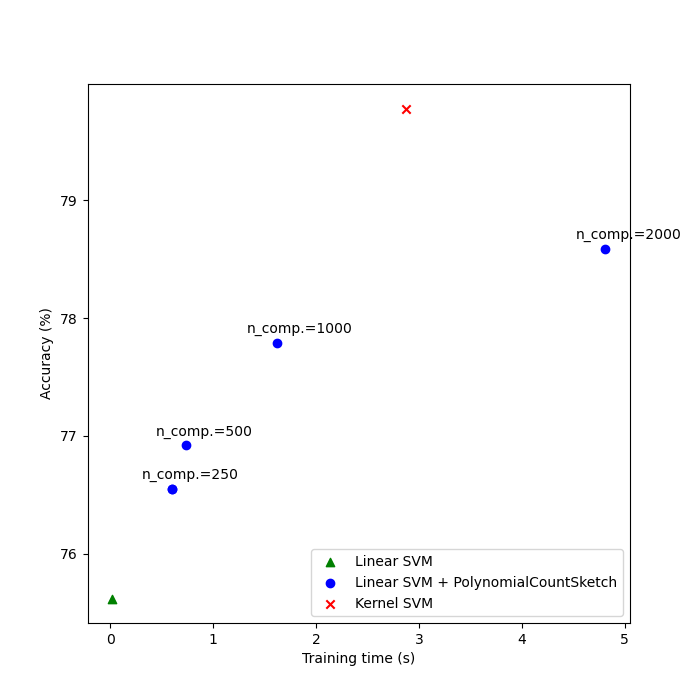 79
78
77
76
Accuracy (%)
n_comp.=2000
n_comp.=1000
n_comp.=500
n_comp.=250
Linear SVM
Linear SVM + PolynomialCountSketch
Kernel SVM
0 1 2 3 4 5
Training time (s)